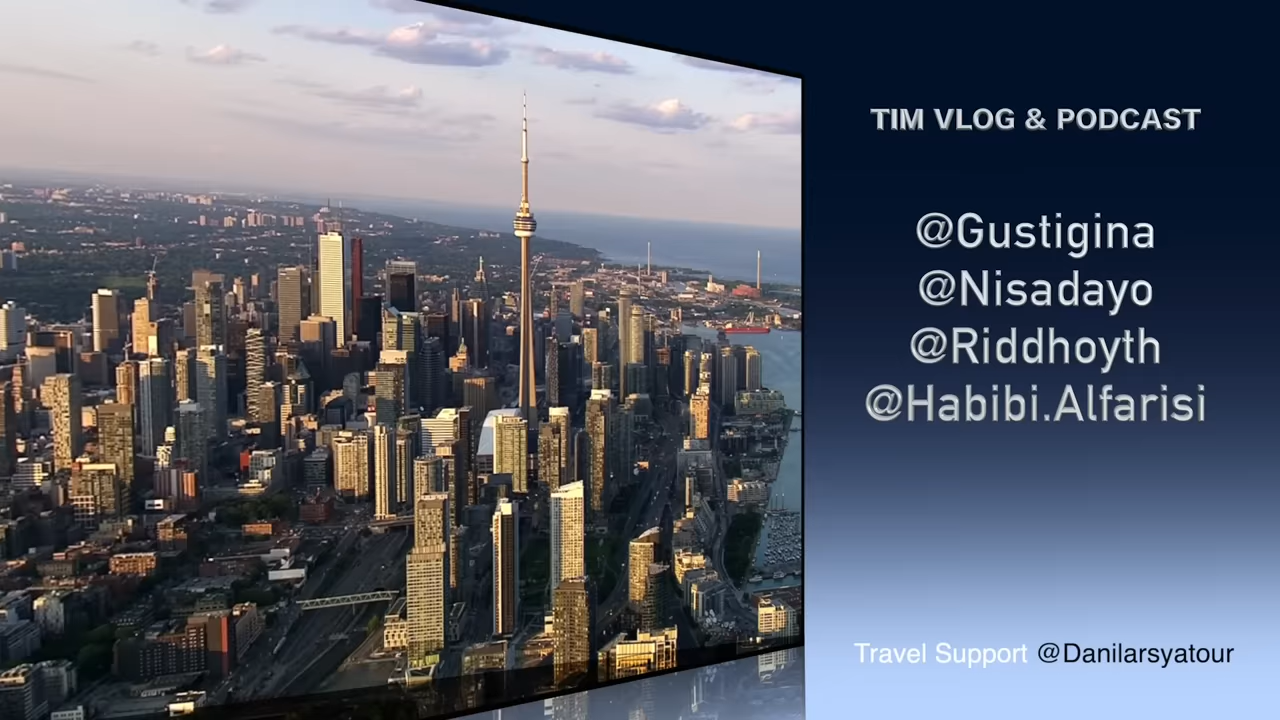 TIM VLOG & PODCAST
@Gustigina
@Nisadayo
@Riddhoyth
@Habibi.Alfarisi
Travel Support @Danilarsyatour